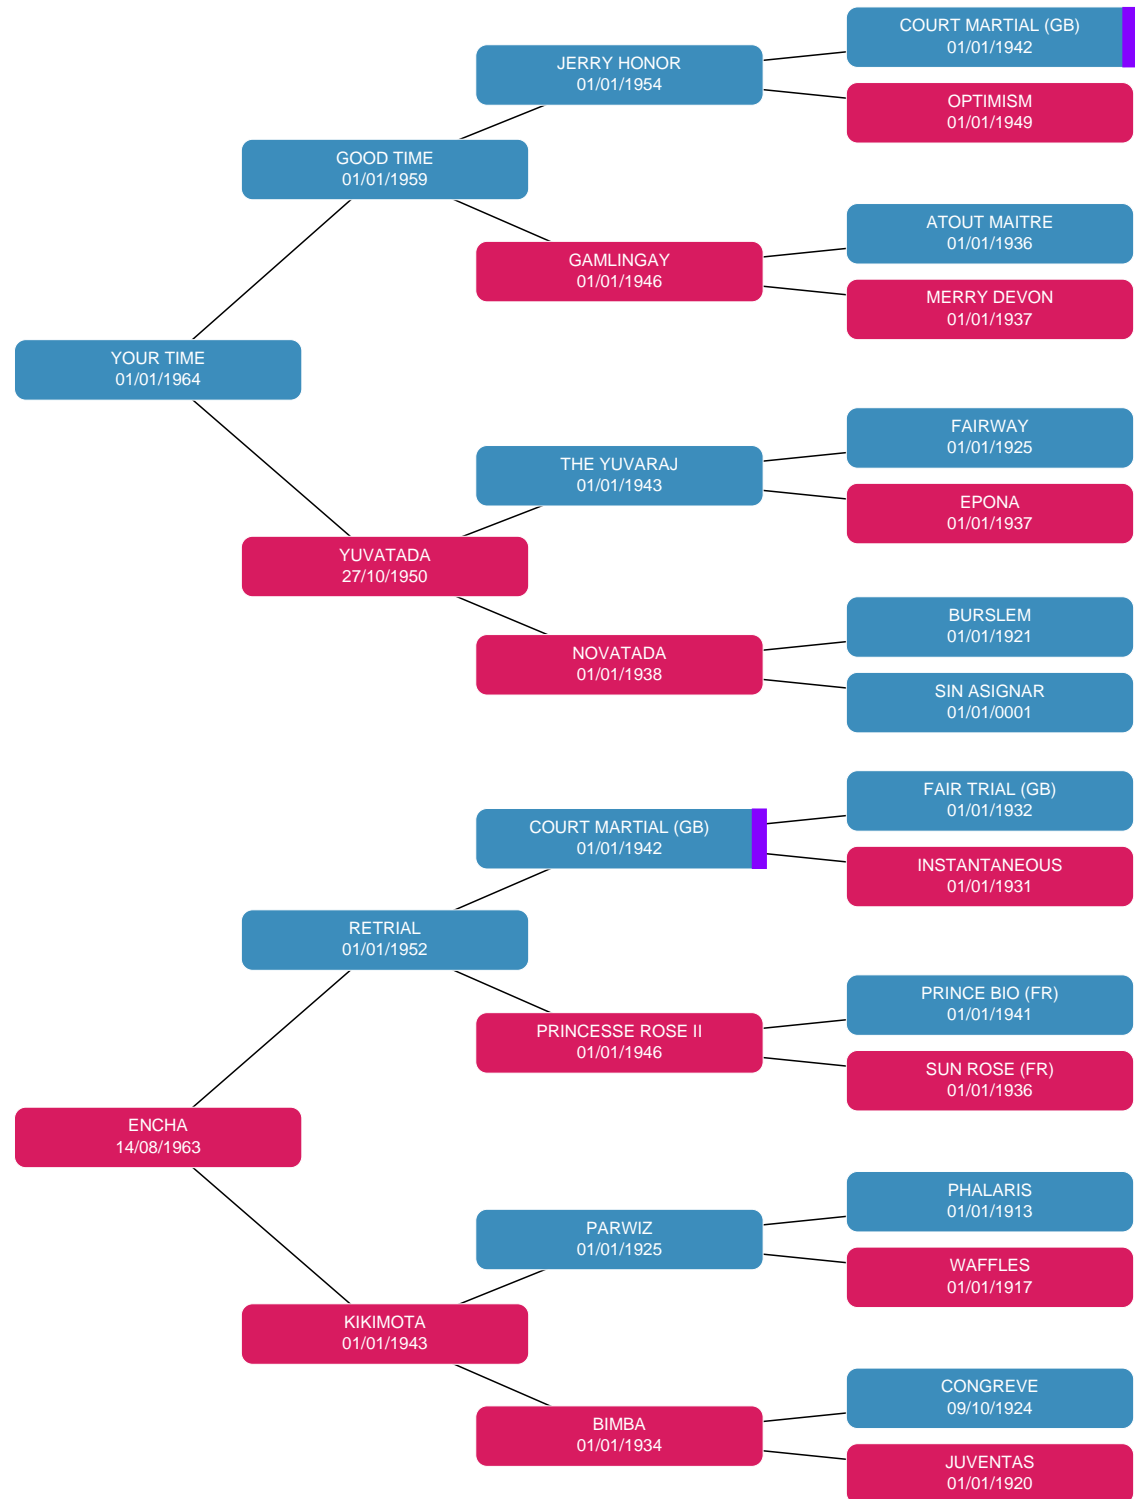 COURT MARTIAL (GB)
01/01/1942
JERRY HONOR
01/01/1954
OPTIMISM
01/01/1949
GOOD TIME
01/01/1959
ATOUT MAITRE
01/01/1936
GAMLINGAY
01/01/1946
MERRY DEVON
01/01/1937
YOUR TIME
01/01/1964
FAIRWAY
01/01/1925
THE YUVARAJ
01/01/1943
EPONA
01/01/1937
YUVATADA
27/10/1950
BURSLEM
01/01/1921
NOVATADA
01/01/1938
SIN ASIGNAR
01/01/0001
FAIR TRIAL (GB)
01/01/1932
COURT MARTIAL (GB)
01/01/1942
INSTANTANEOUS
01/01/1931
RETRIAL
01/01/1952
PRINCE BIO (FR)
01/01/1941
PRINCESSE ROSE II
01/01/1946
SUN ROSE (FR)
01/01/1936
ENCHA
14/08/1963
PHALARIS
01/01/1913
PARWIZ
01/01/1925
WAFFLES
01/01/1917
KIKIMOTA
01/01/1943
CONGREVE
09/10/1924
BIMBA
01/01/1934
JUVENTAS
01/01/1920